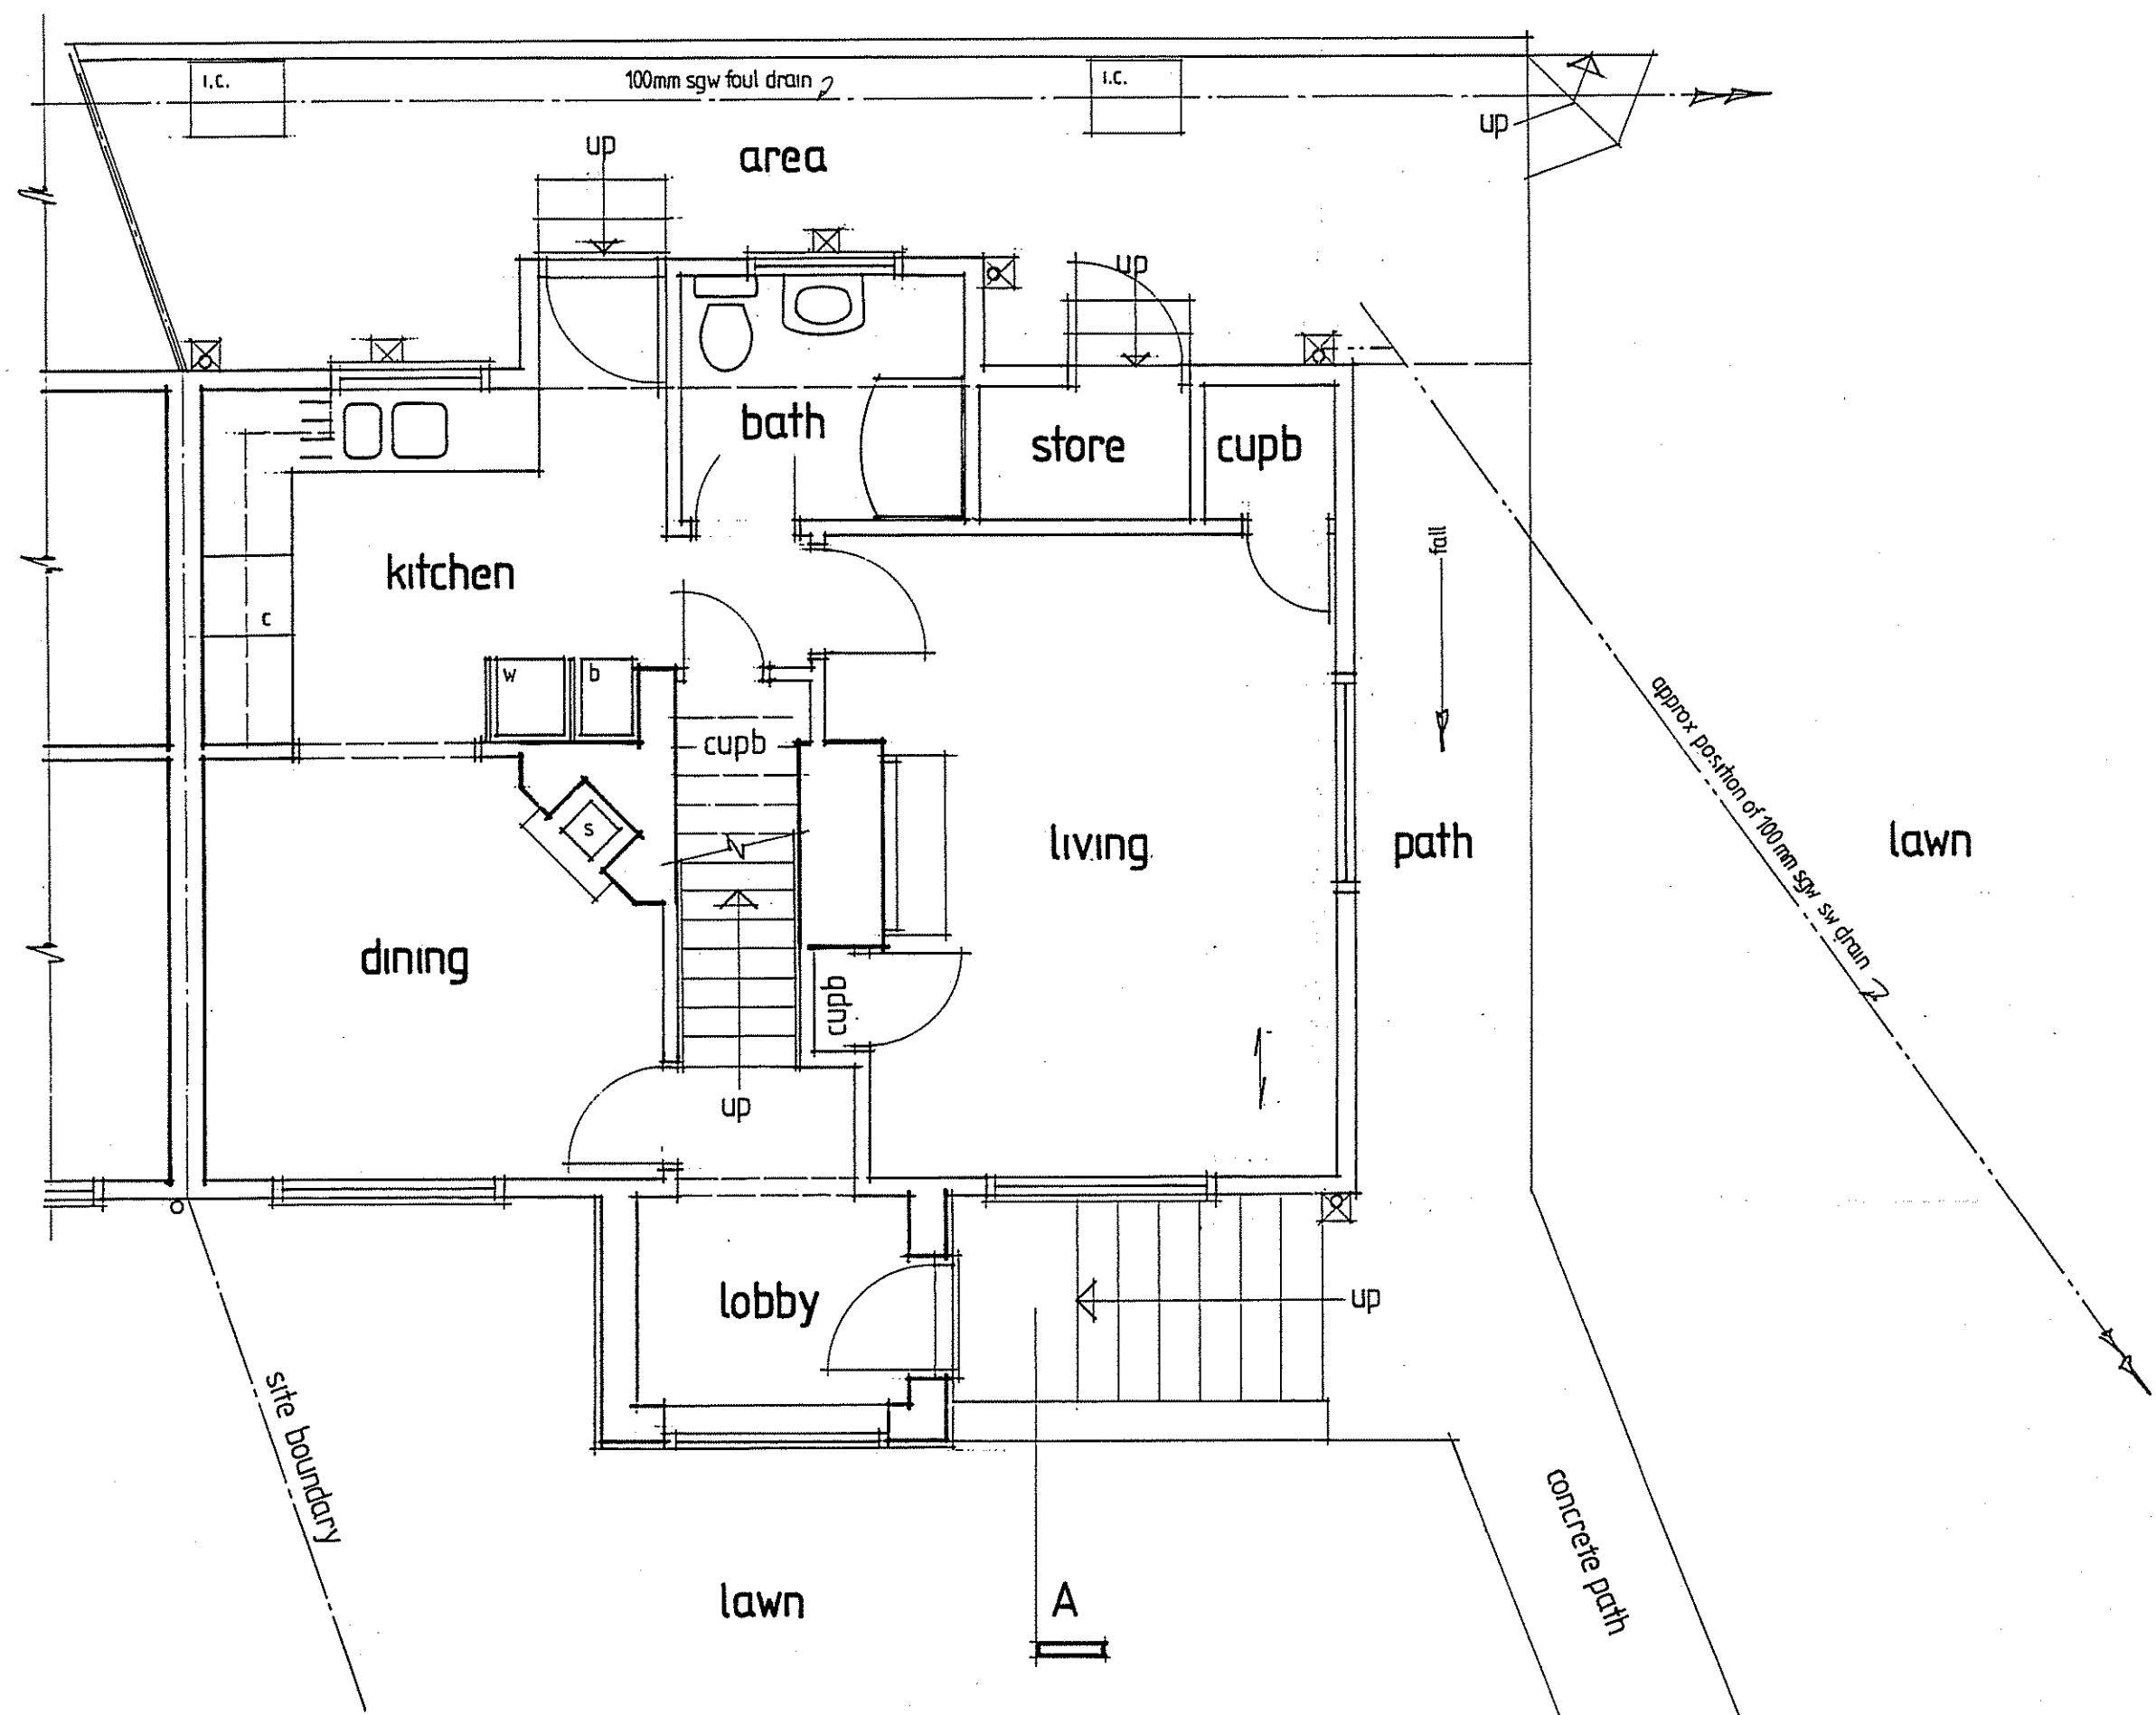 i.c.
100mm sgw foul drain
i.c.
up
up
area
up
bath
store
cupb
kitchen
fall
c
w
b
cupb
approx position of 100mm sgw sw drain
s
living
path
lawn
dining
cupb
up
lobby
up
site boundary
concrete path
lawn
A